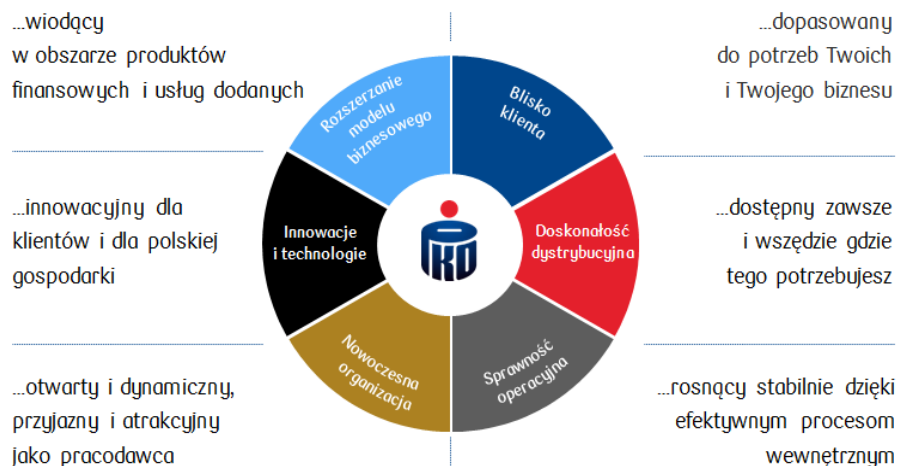 ...wiodący
w obszarze produktów
finansowych i usług dodanych
...dopasowany
do potrzeb Twoich
i Twojego biznesu
Rozszerzanie
modelu
biznesowego
Blisko
klienta
...innowacyjny dla
klientów i dla polskiej
gospodarki
Innowacje
i technologie
PKO
Doskonałość
dystrybucyjna
...dostępny zawsze
i wszędzie gdzie
tego potrzebujesz
Nowoczesna
organizacja
Sprawność
operacyjna
...otwarty i dynamiczny,
przyjazny i atrakcyjny
jako pracodawca
...rosnący stabilnie dzięki
efektywnym procesom
wewnętrznym